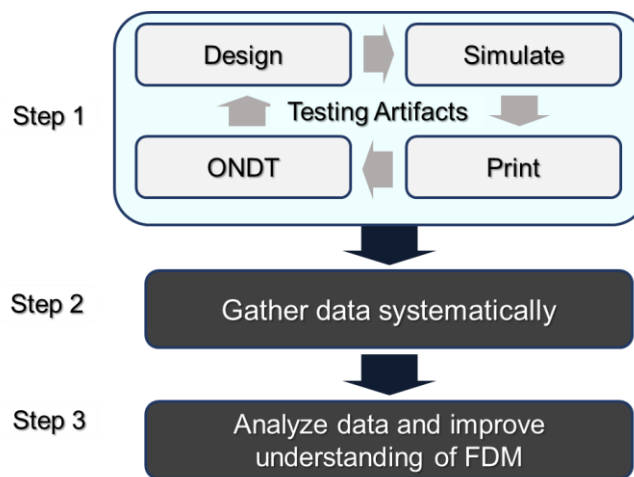 Design
Simulate
Step 1
Testing Artifacts
ONDT
Print
Step 2
Gather data systematically
Step 3
Analyze data and improve
understanding of FDM